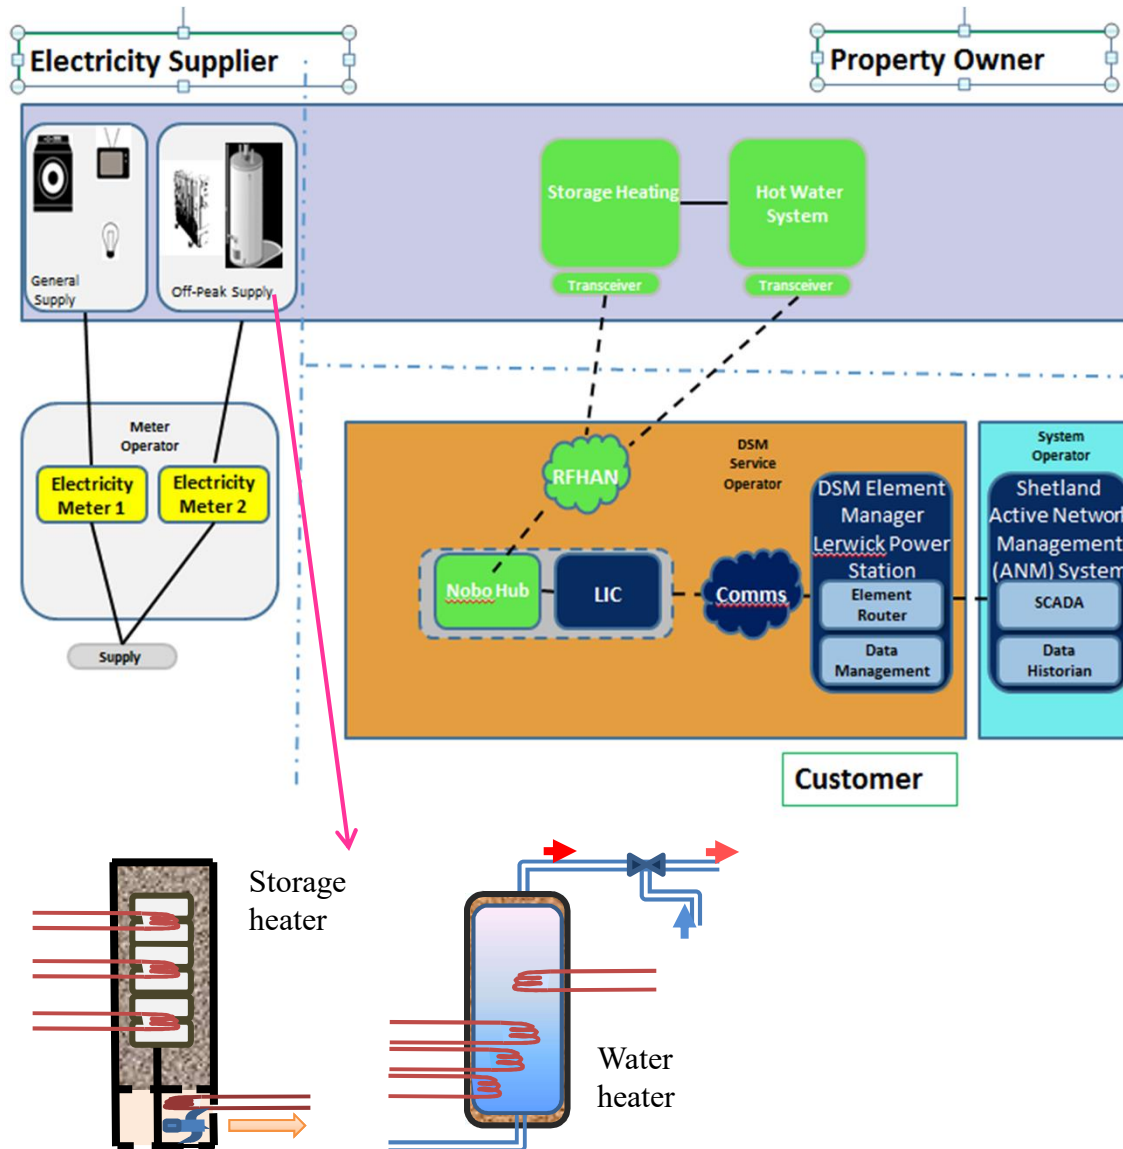 Electricity Supplier
Property Owner
General
Supply
Off-Peak Supply
Storage Heating
Hot Water
System
Transceiver
Transceiver
Meter
Operator
Electricity
Meter 1
Electricity
Meter 2
Supply
RFHAN
DSM
Service
Operator
Nobo Hub
LIC
Comms
DSM Element
Manager
Lerwick Power
Station
Element
Router
Data
Management
System
Operator
Shetland
Active Network
Management
(ANM) System
SCADA
Data
Historian
Customer
Storage
heater
Water
heater